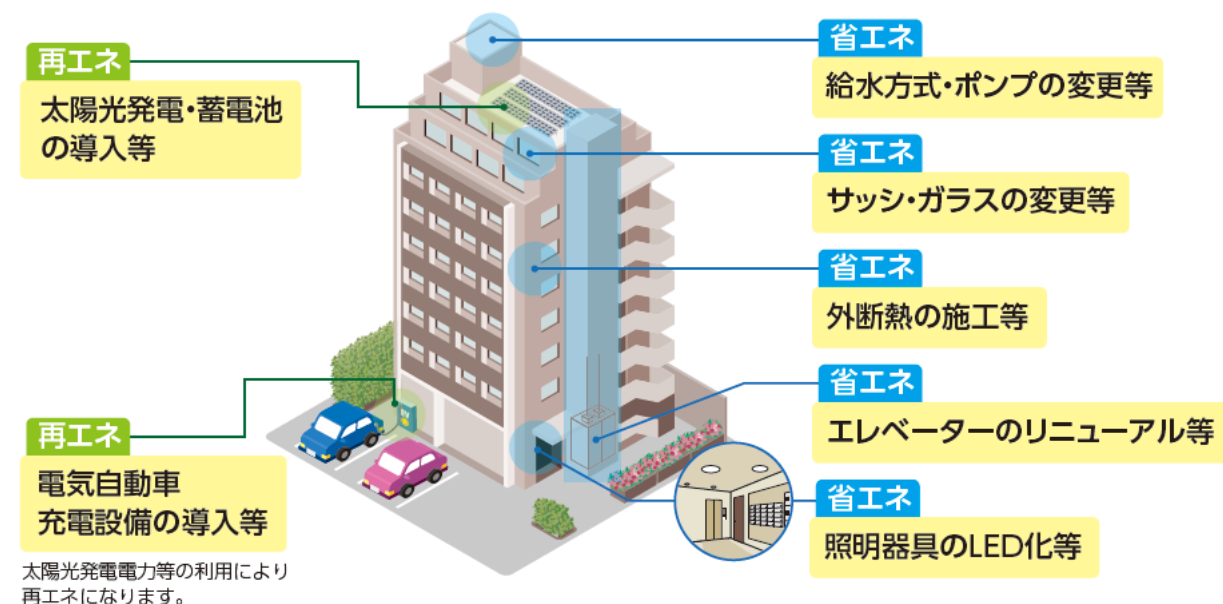 再エネ
太陽光発電・蓄電池
の導入等
再エネ
電気自動車
充電設備の導入等
太陽光発電電力等の利用により
再エネになります。
省エネ
給水方式・ポンプの変更等
省エネ
サッシ・ガラスの変更等
省エネ
外断熱の施工等
省エネ
エレベーターのリニューアル等
省エネ
照明器具のLED化等